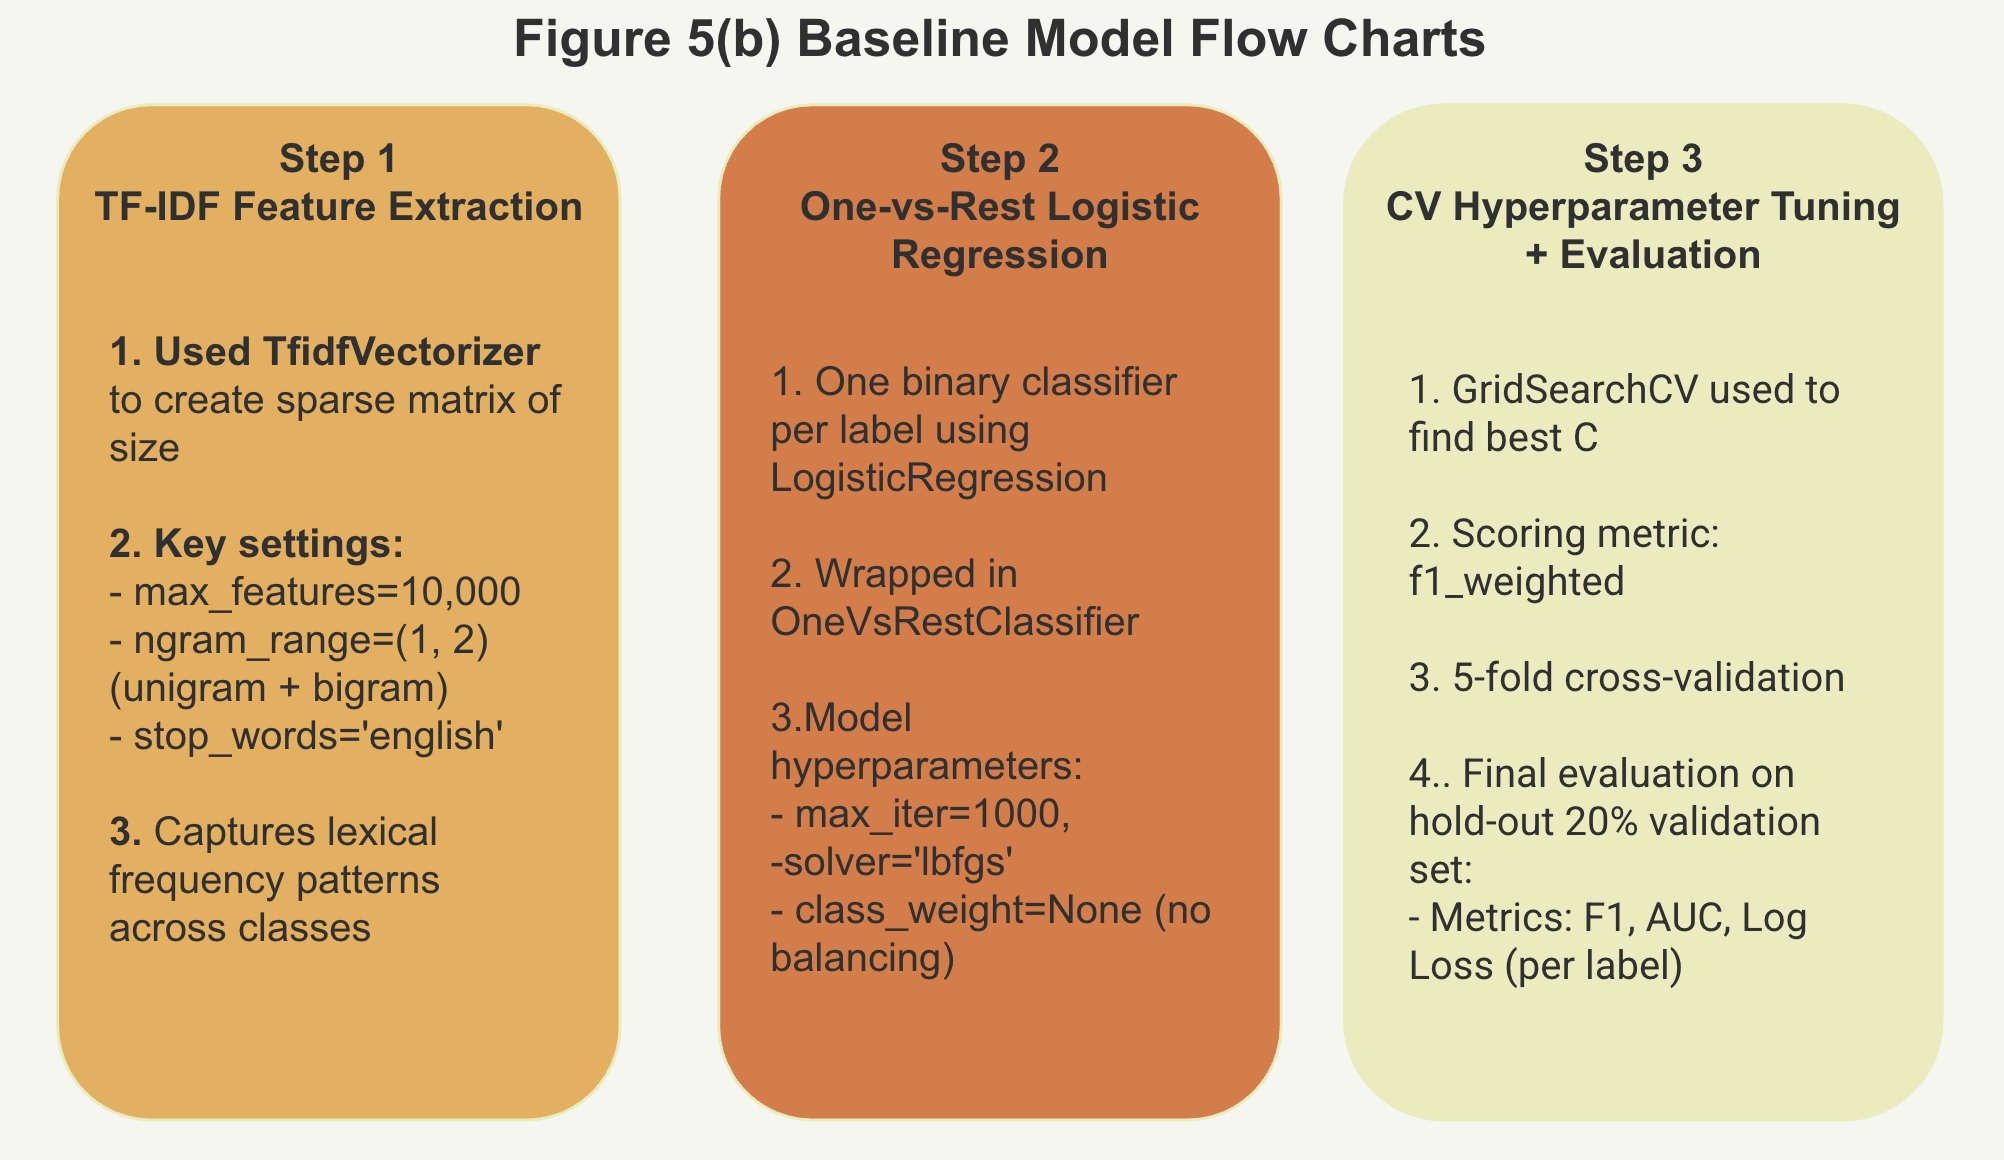 Figure 5(b) Baseline Model Flow Charts
Step 1
TF-IDF Feature Extraction
1. Used TfidfVectorizer
to create sparse matrix of
size
2. Key settings:
- max_features=10,000
- ngram_range=(1, 2)
(unigram + bigram)
- stop_words='english'
3. Captures lexical
frequency patterns
across classes
Step 2
One-vs-Rest Logistic
Regression
1. One binary classifier
per label using
LogisticRegression
2. Wrapped in
OneVsRestClassifier
3.Model
hyperparameters:
- max_iter=1000,
-solver='lbfgs'
- class_weight=None (no
balancing)
Step 3
CV Hyperparameter Tuning
+ Evaluation
1. GridSearchCV used to
find best C
2. Scoring metric:
f1_weighted
3. 5-fold cross-validation
4.. Final evaluation on
hold-out 20% validation
set:
- Metrics: F1, AUC, Log
Loss (per label)